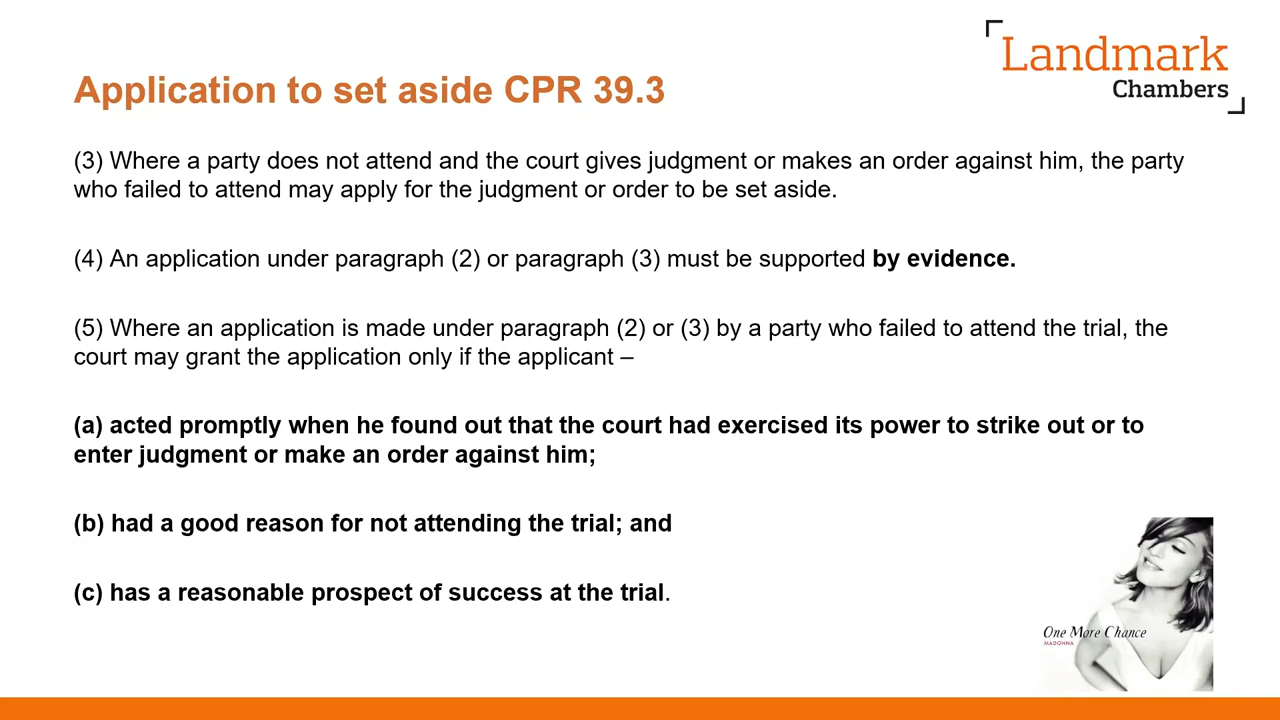 Landmark
Chambers
Application to set aside CPR 39.3
(3) Where a party does not attend and the court gives judgment or makes an order against him, the party
who failed to attend may apply for the judgment or order to be set aside.
(4) An application under paragraph (2) or paragraph (3) must be supported by evidence.
(5) Where an application is made under paragraph (2) or (3) by a party who failed to attend the trial, the
court may grant the application only if the applicant –
(a) acted promptly when he found out that the court had exercised its power to strike out or to
enter judgment or make an order against him;
(b) had a good reason for not attending the trial; and
(c) has a reasonable prospect of success at the trial.
One More Chance
MADONNA